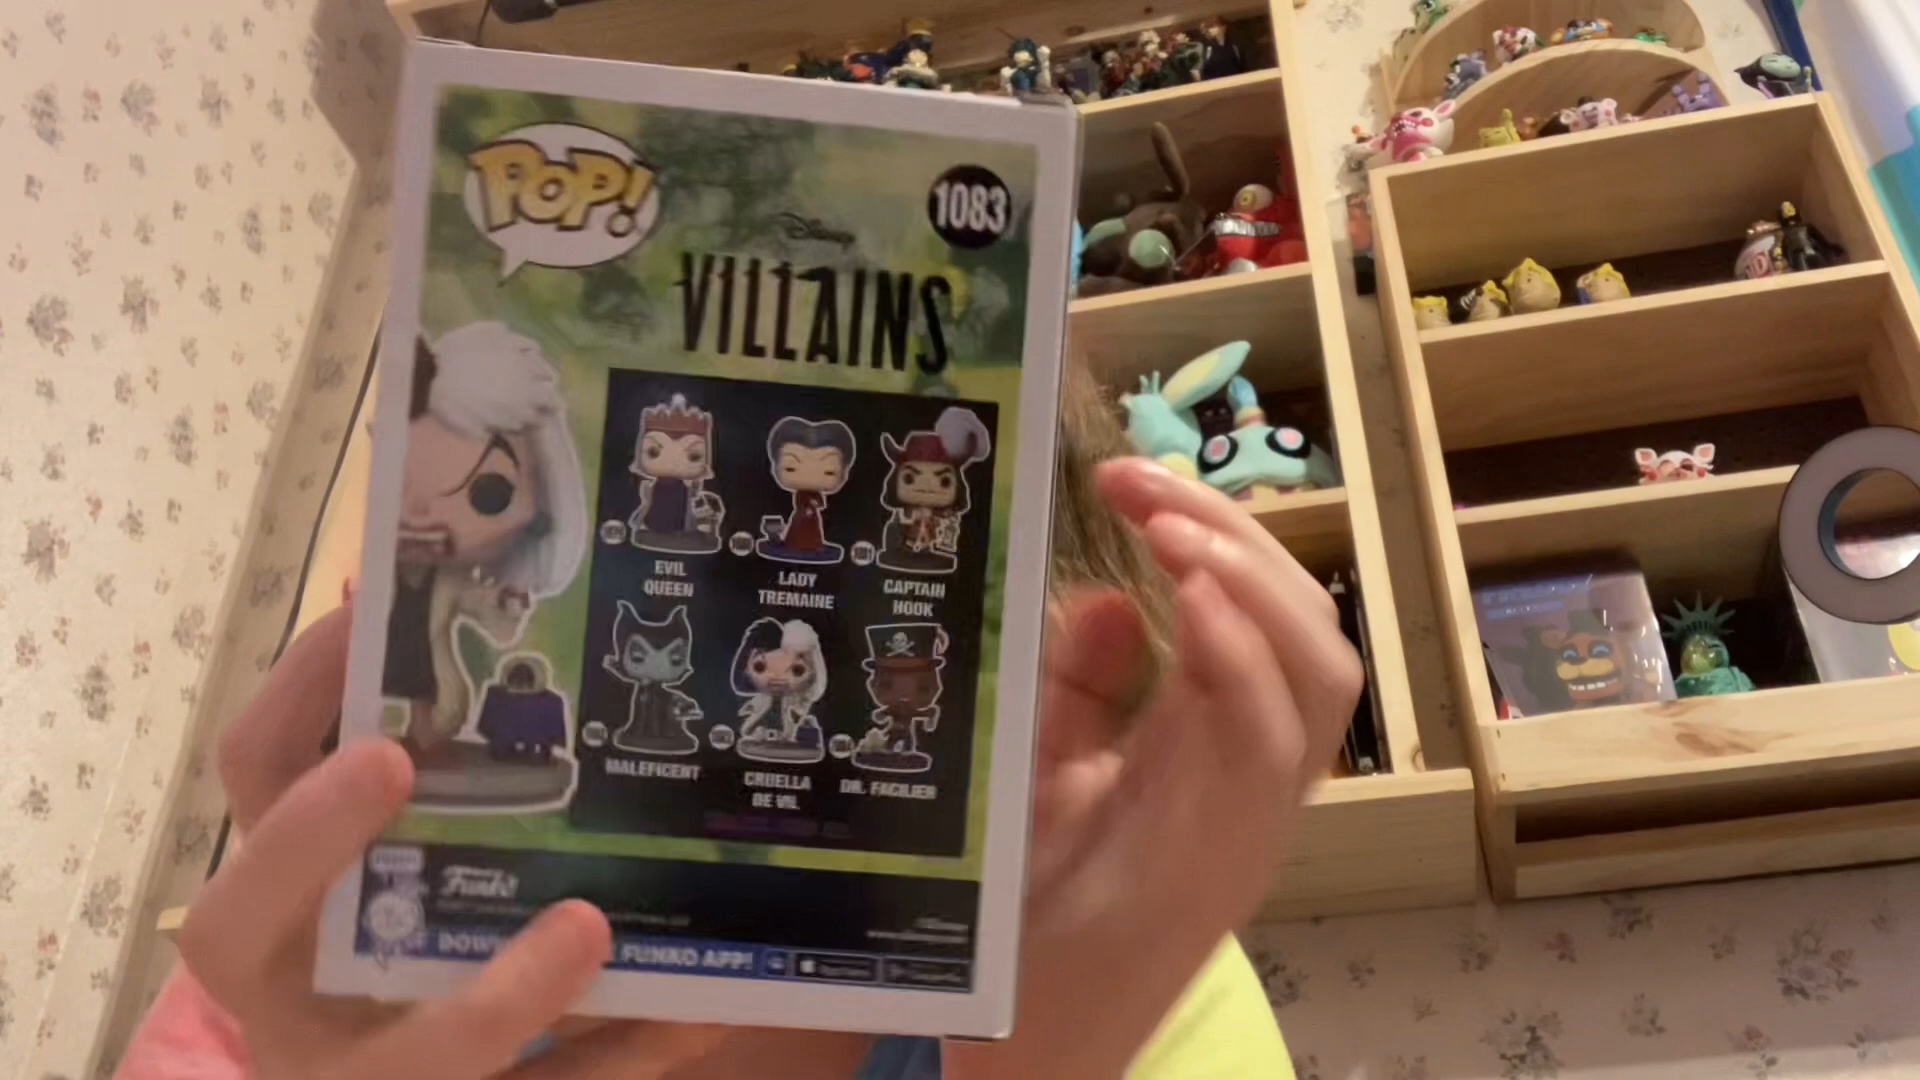 POP!
1083
Disney
VILLAINS
EVIL
QUEEN
LADY
TREMAINE
CAPTAIN
HOOK
MALEFICENT
CRUELLA
DE VIL
DR. FACILIER
Funko
FUNKO APP!